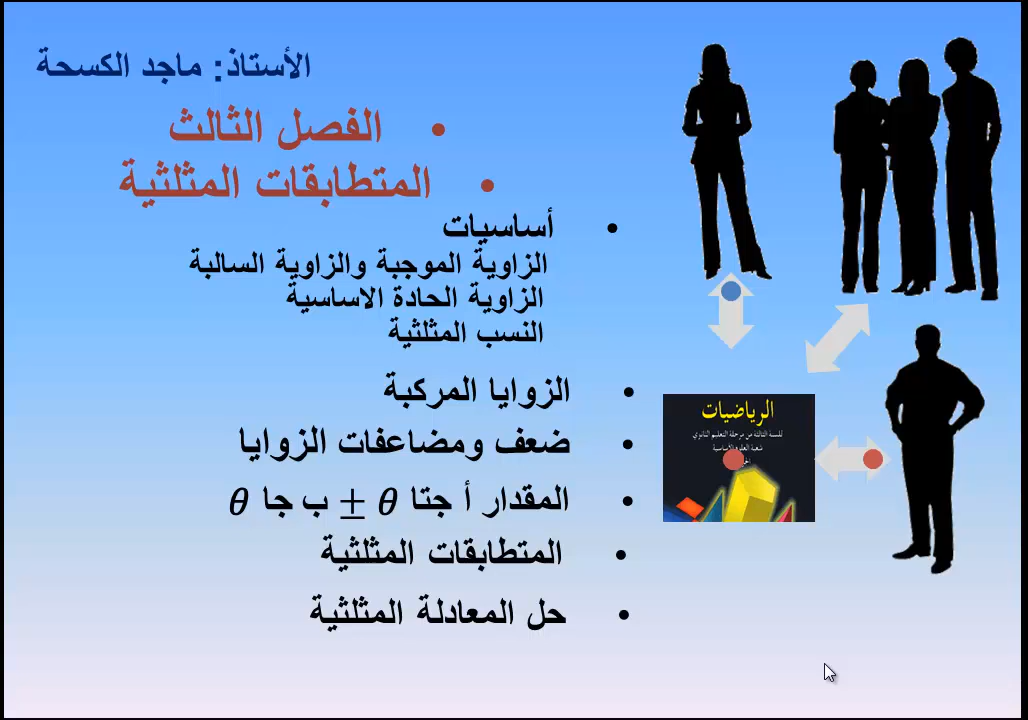 الأستاذ: ماجد الكسحة
• الفصل الثالث
• المتطابقات المثلثية
• أساسيات
الزاوية الموجبة والزاوية السالبة
الزاوية الحادة الاساسية
النسب المثلثية
• الزوايا المركبة
• ضعف ومضاعفات الزوايا
• المقدار أ جتا θ ± ب جا θ
• المتطابقات المثلثية
• حل المعادلة المثلثية
الرياضيات
للسنة الثالثة من مرحلة التعليم الثانوي
شعبة العلوم الأساسية